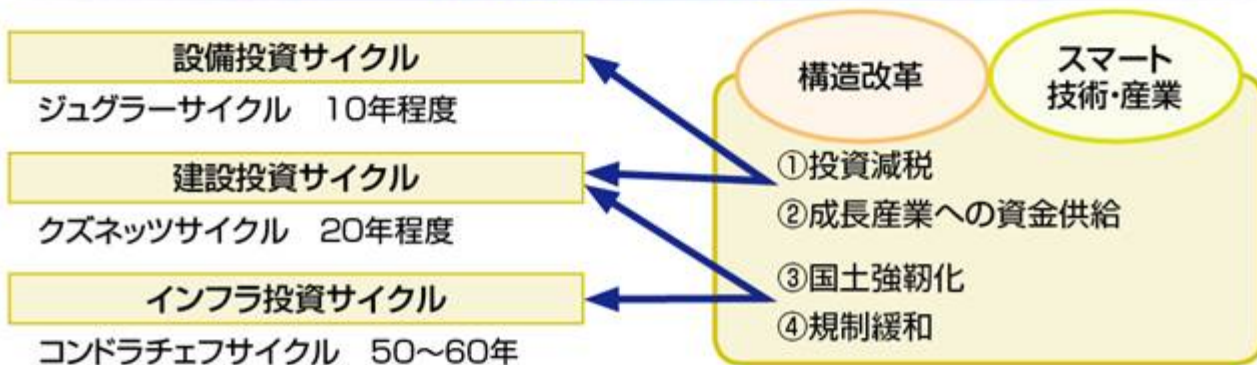 設備投資サイクル
ジュグラーサイクル　10年程度
建設投資サイクル
クズネッツサイクル　20年程度
インフラ投資サイクル
コンドラチェフサイクル　50～60年
構造改革
スマート
技術・産業
①投資減税
②成長産業への資金供給
③国土強靭化
④規制緩和